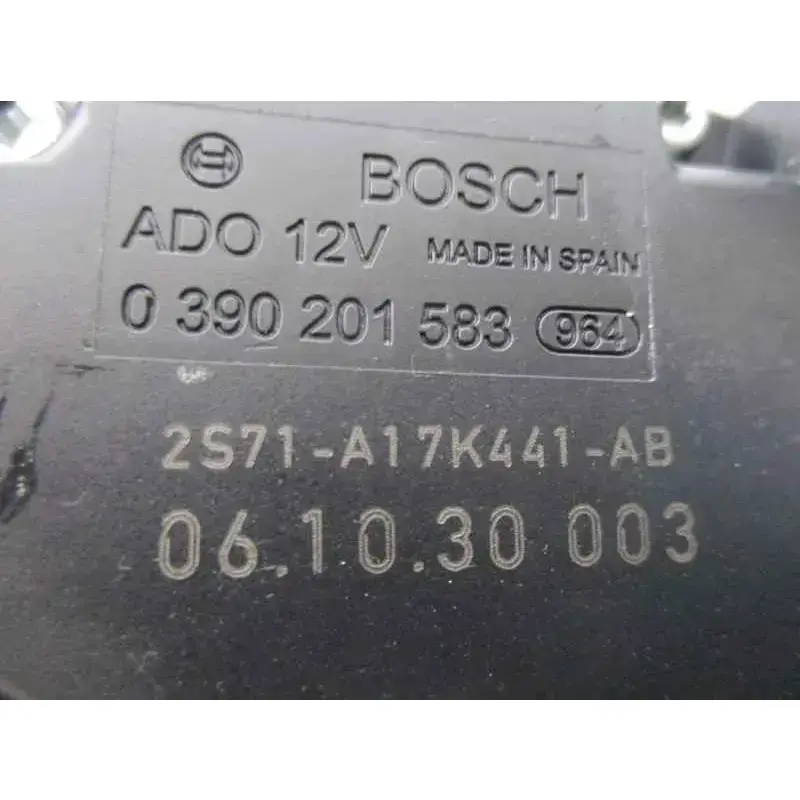 BOSCH
ADO 12V MADE IN SPAIN
0 390 201 583 964
2S71-A17K441-AB
06.10.30 003